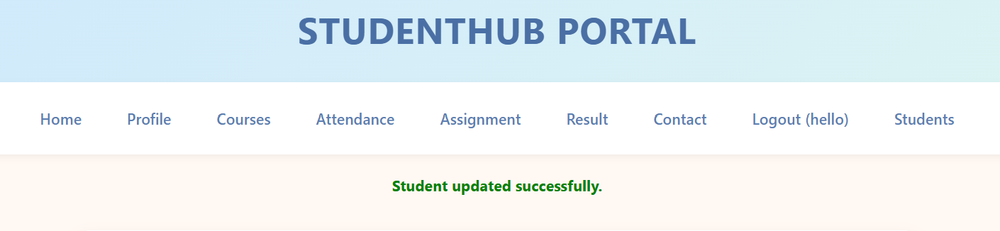 STUDENTHUB PORTAL
Home Profile Courses Attendance Assignment Result Contact Logout (hello) Students
Student updated successfully.